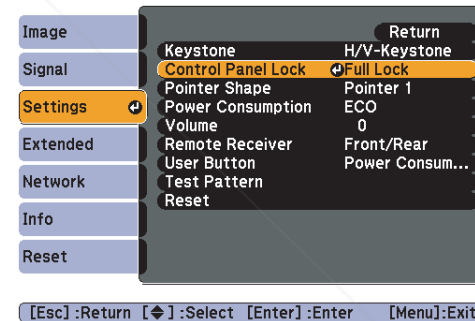 Image
Signal
Settings
Extended
Network
Info
Reset
Return
Keystone H/V-Keystone
Control Panel Lock Full Lock
Pointer Shape Pointer 1
Power Consumption ECO
Volume 0
Remote Receiver Front/Rear
User Button Power Consum...
Test Pattern
Reset
[Esc] :Return [◆] :Select [Enter] :Enter [Menu]:Exit